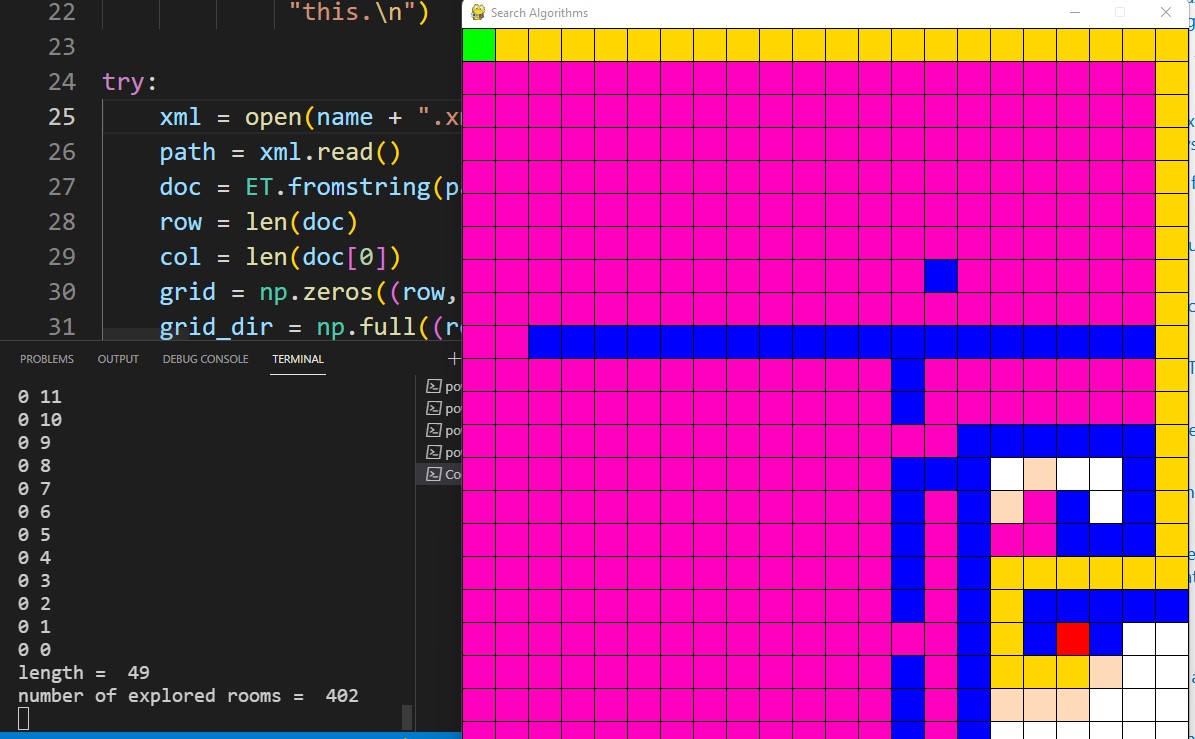 22 "this.\n")
23
24 try:
25 xml = open(name + ".x
26 path = xml.read()
27 doc = ET.fromstring(p
28 row = len(doc)
29 col = len(doc[0])
30 grid = np.zeros((row,
31 grid_dir = np.full((r
PROBLEMS OUTPUT DEBUG CONSOLE TERMINAL
0 11
0 10
0 9
0 8
0 7
0 6
0 5
0 4
0 3
0 2
0 1
0 0
length =  49
number of explored rooms =  402
po
po
po
po
Co
Search Algorithms